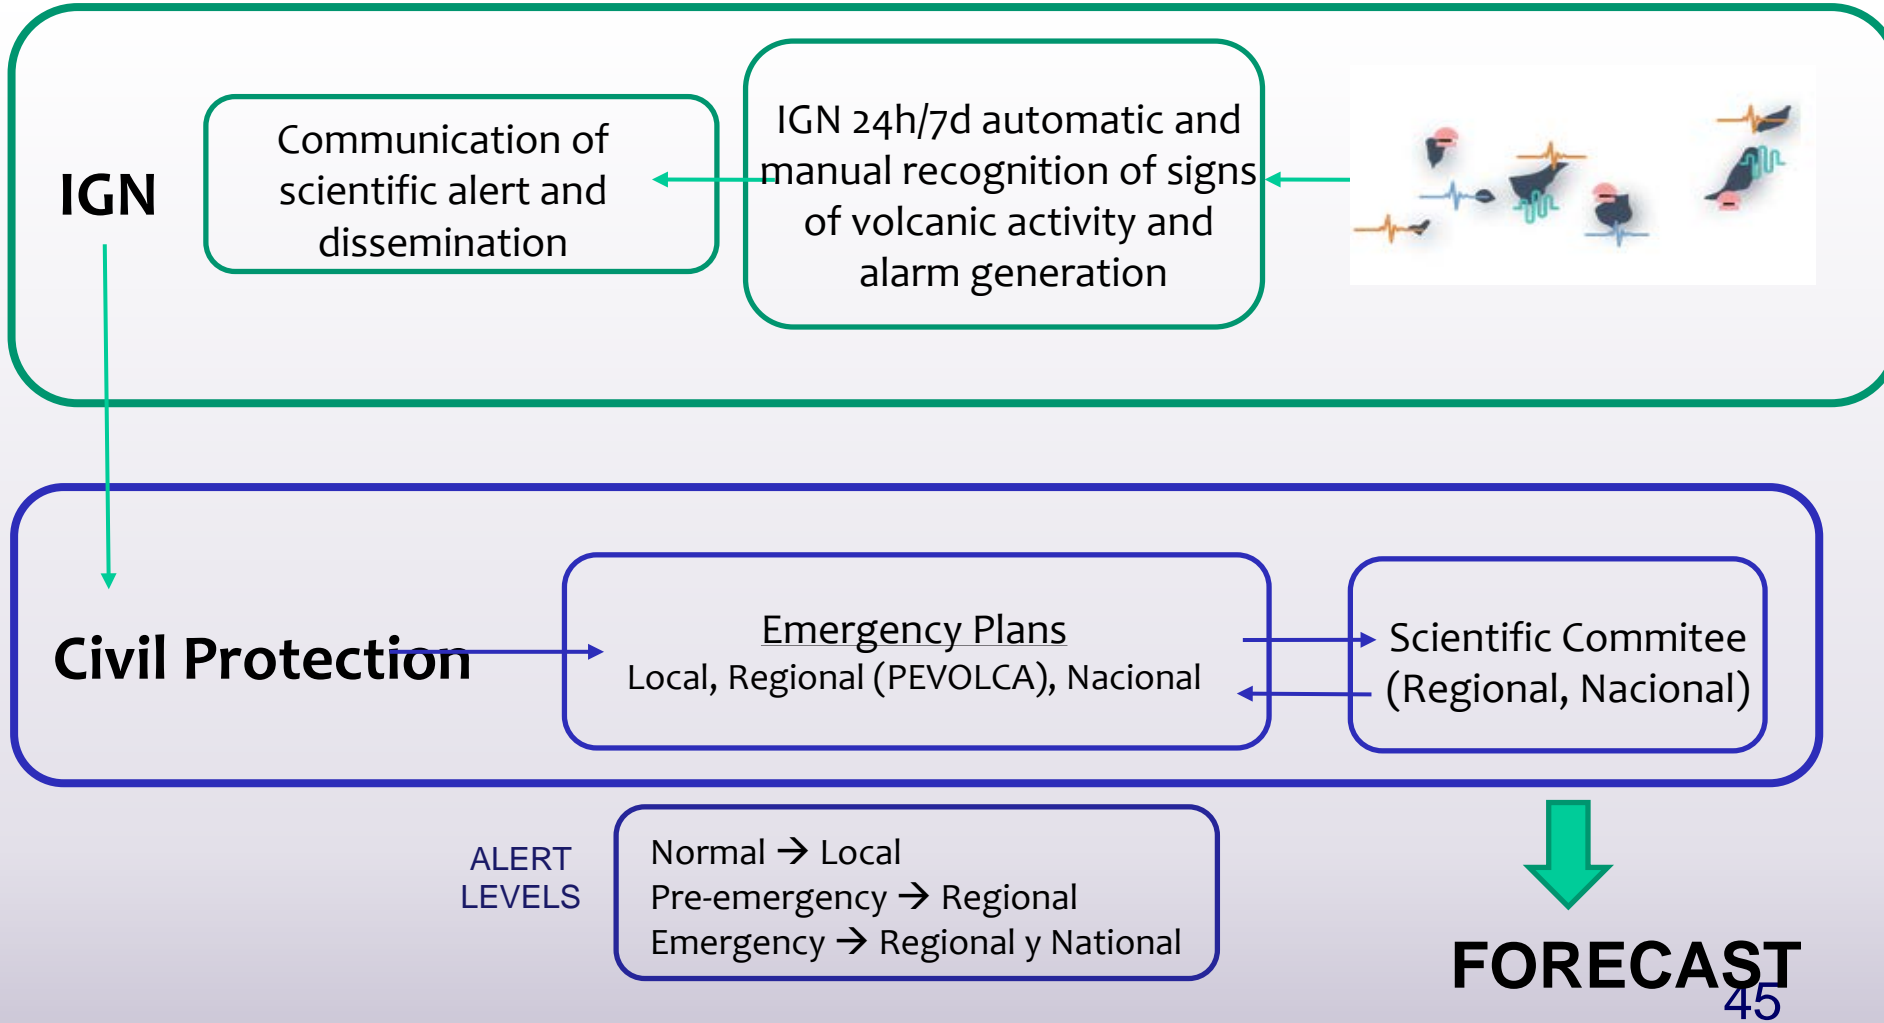 IGN
Communication of
scientific alert and
dissemination
IGN 24h/7d automatic and
manual recognition of signs
of volcanic activity and
alarm generation
Civil Protection
Emergency Plans
Local, Regional (PEVOLCA), Nacional
Scientific Commitee
(Regional, Nacional)
ALERT
LEVELS
Normal → Local
Pre-emergency → Regional
Emergency → Regional y National
FORECAST
45